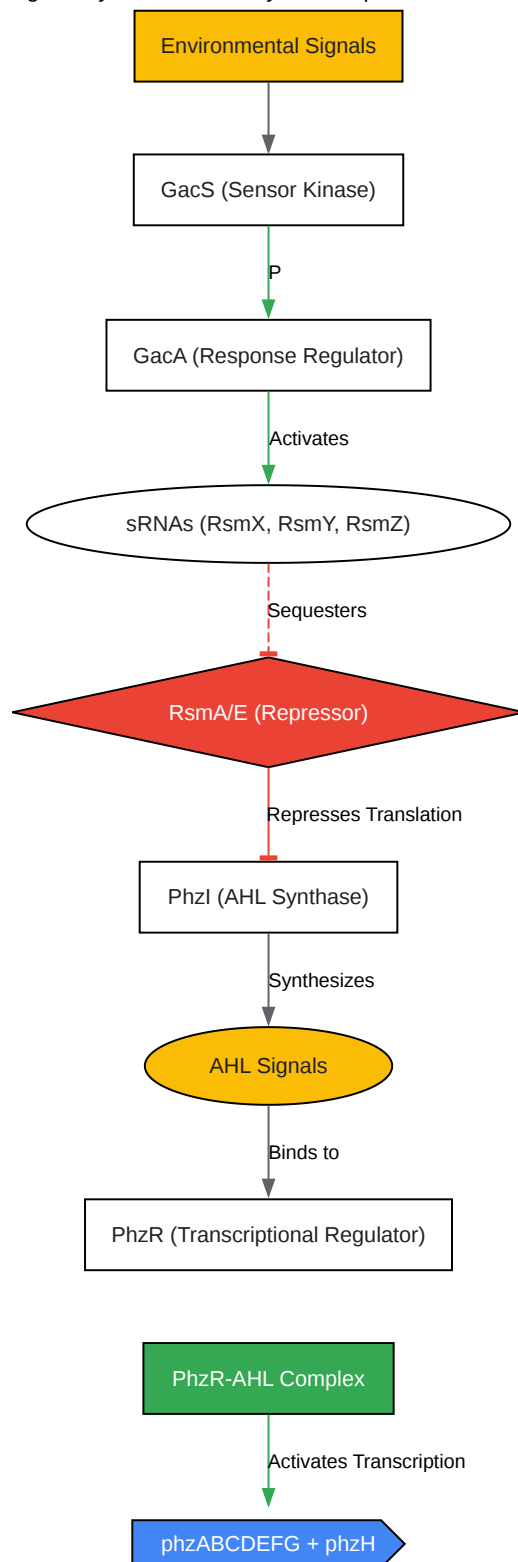 Environmental Signals
GacS (Sensor Kinase)
P
GacA (Response Regulator)
Activates
sRNAs (RsmX, RsmY, RsmZ)
Sequesters
RsmA/E (Repressor)
Represses Translation
PhzI (AHL Synthase)
Synthesizes
AHL Signals
Binds to
PhzR (Transcriptional Regulator)
PhzR-AHL Complex
Activates Transcription
phzABCDEFG + phzH